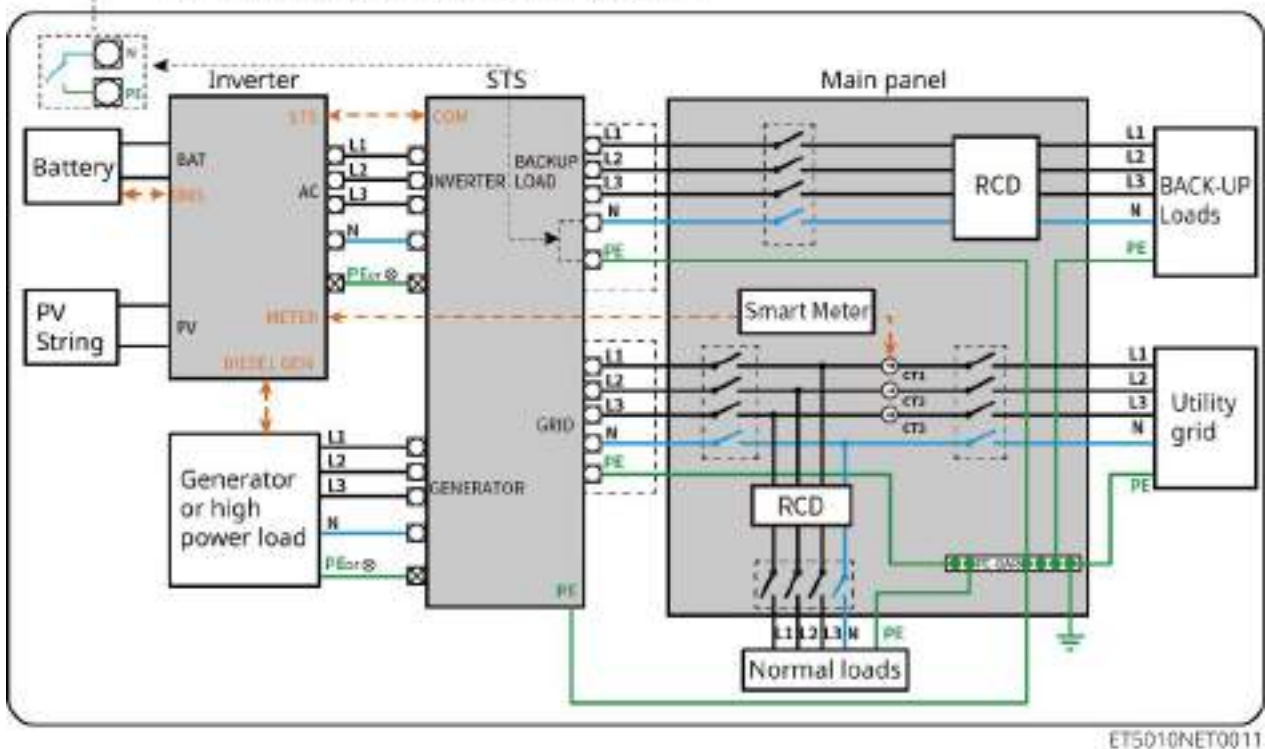 N
PE
Inverter
STS
Main panel
STS
COM
Battery
BAT
BMS
AC
L1
L2
L3
N
PE or ⊗
INVERTER
BACKUP
LOAD
L1
L2
L3
N
PE
RCD
L1
L2
L3
N
PE
BACK-UP
Loads
PV
String
PV
METER
DIESEL GEN
Smart Meter
Generator
or high
power load
L1
L2
L3
N
PE or ⊗
GENERATOR
GRID
PE
L1
L2
L3
N
PE
CT1
CT2
CT3
L1
L2
L3
N
PE
Utility
grid
RCD
L1 L2 L3 N PE
Normal loads
ET5010NET0011